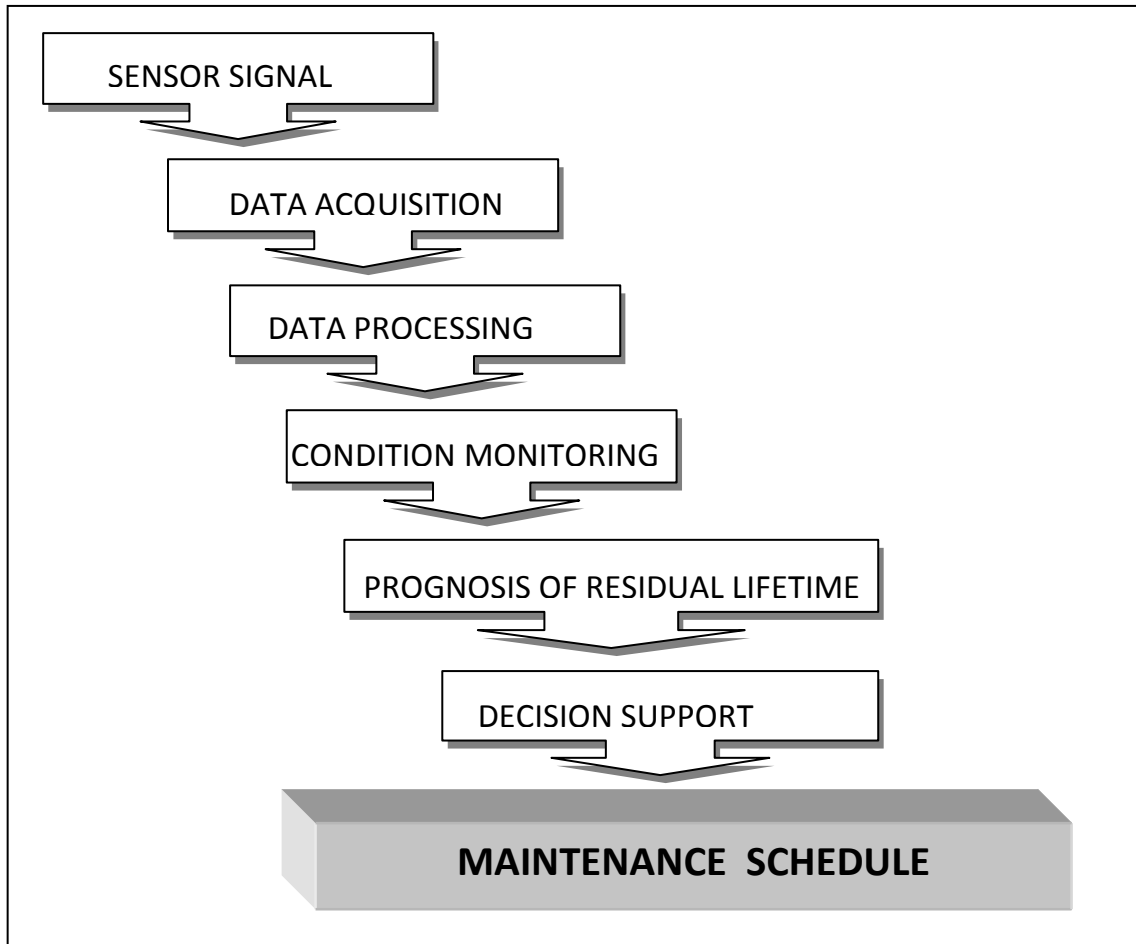 SENSOR SIGNAL
DATA ACQUISITION
DATA PROCESSING
CONDITION MONITORING
PROGNOSIS OF RESIDUAL LIFETIME
DECISION SUPPORT
MAINTENANCE SCHEDULE